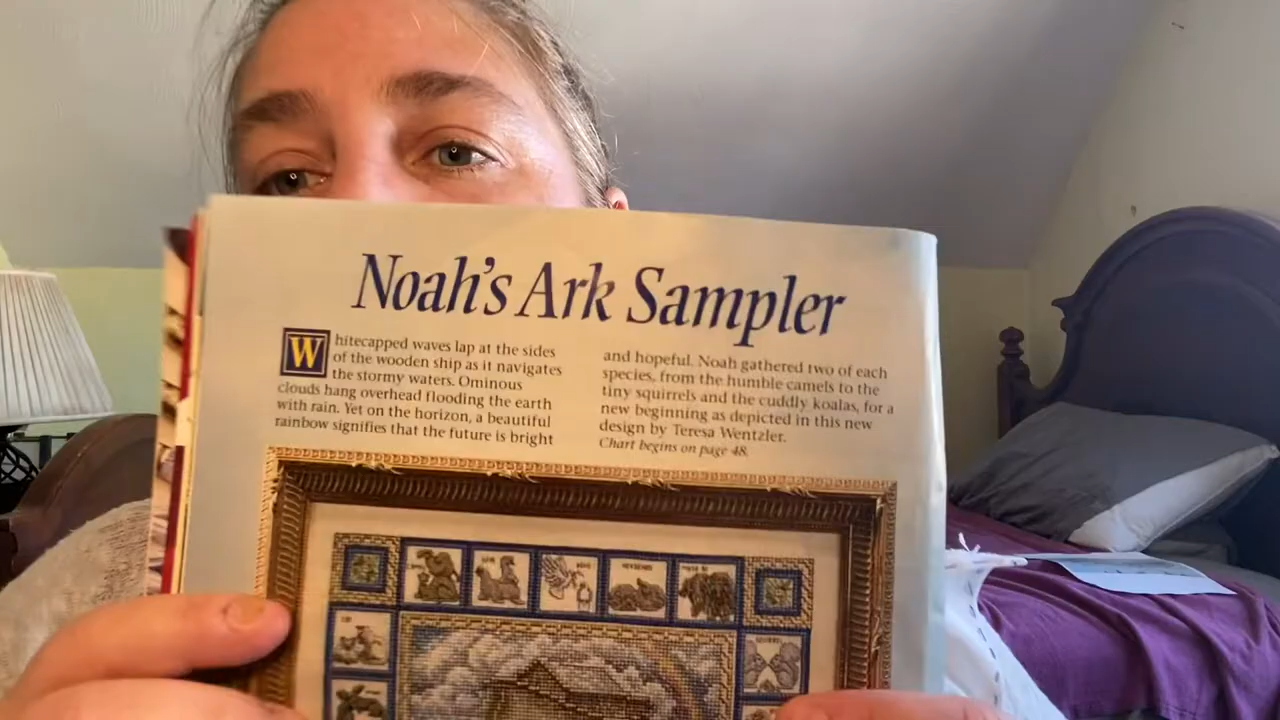 Noah's Ark Sampler
Whitecapped waves lap at the sides
of the wooden ship as it navigates
the stormy waters. Ominous
clouds hang overhead flooding the earth
with rain. Yet on the horizon, a beautiful
rainbow signifies that the future is bright
and hopeful. Noah gathered two of each
species, from the humble camels to the
tiny squirrels and the cuddly koalas, for a
new beginning as depicted in this new
design by Teresa Wentzler.
Chart begins on page 48.